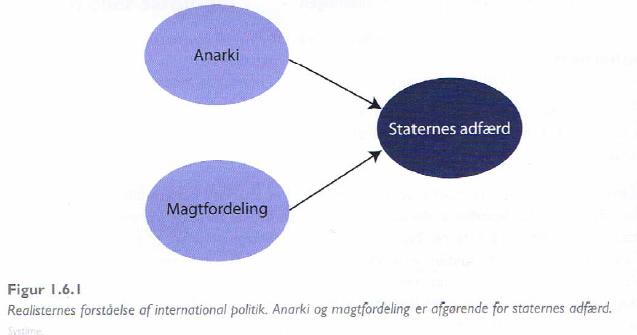 Anarki
Staternes adfærd
Magtfordeling
Figur 1.6.1
Realisternes forståelse af international politik. Anarki og magtfordeling er afgørende for staternes adfærd.
Systime.